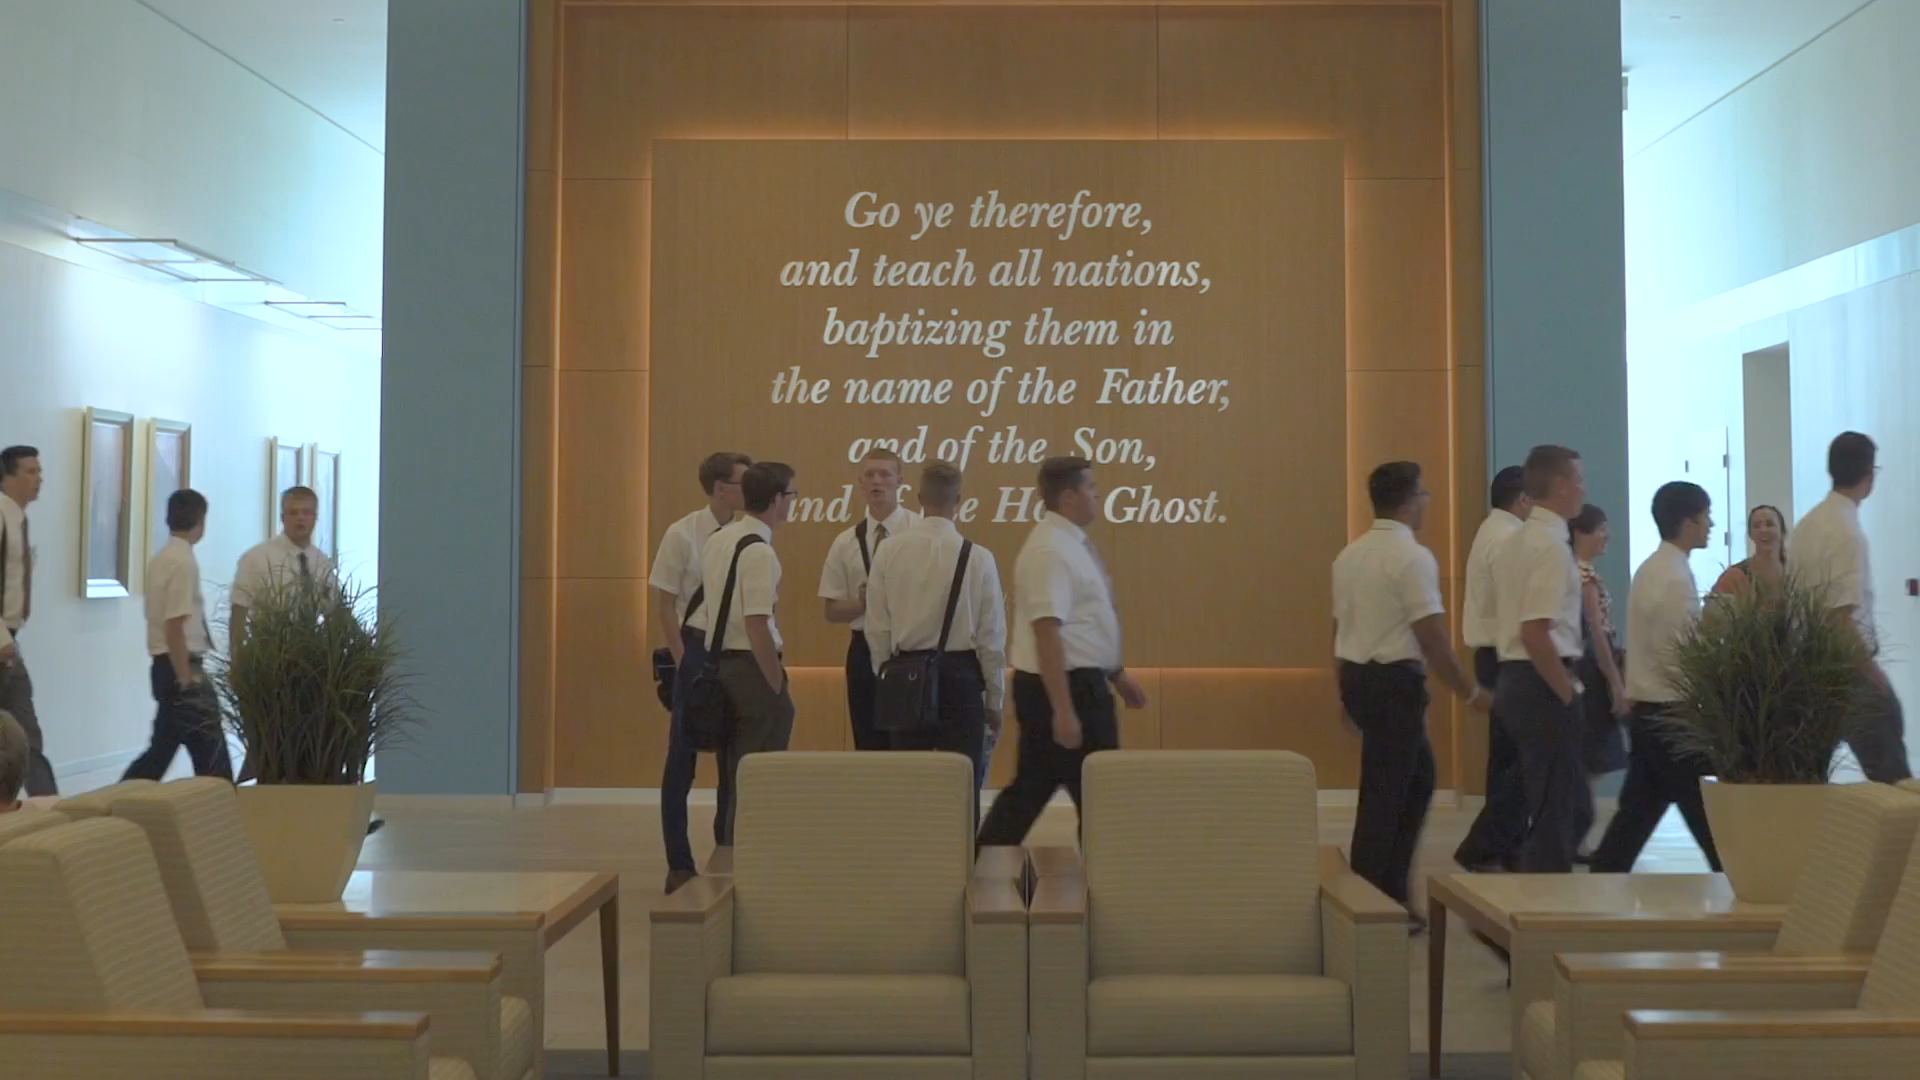 Go ye therefore,
and teach all nations,
baptizing them in
the name of the Father,
and of the Son,
Ghost.